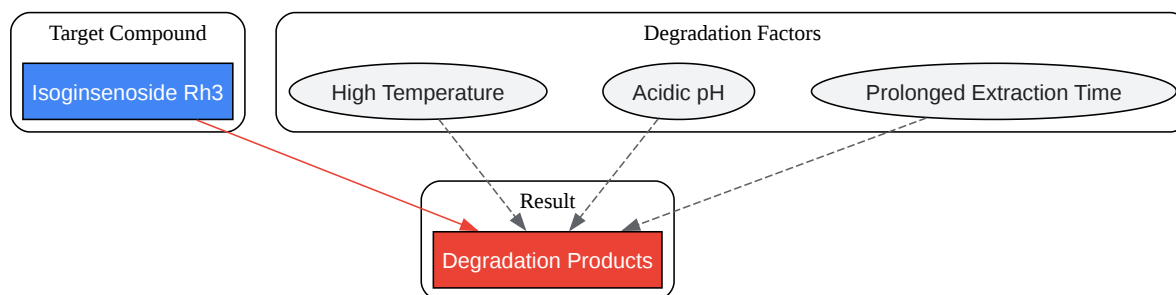 Target Compound
Degradation Factors
Isoginsenoside Rh3
High Temperature
Acidic pH
Prolonged Extraction Time
Result
Degradation Products